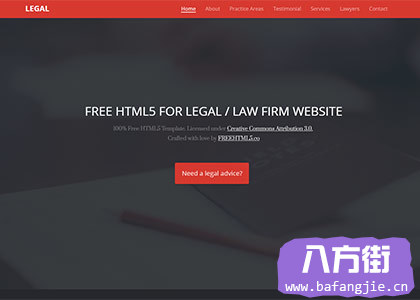 LEGAL
Home About Practice Areas Testimonial Services Lawyers Contact
FREE HTML5 FOR LEGAL / LAW FIRM WEBSITE
100% Free HTML5 Template. Licensed under Creative Commons Attribution 3.0.
Crafted with love by FREEHTML5.co
Need a legal advice?
八方街
www.bafangjie.cn